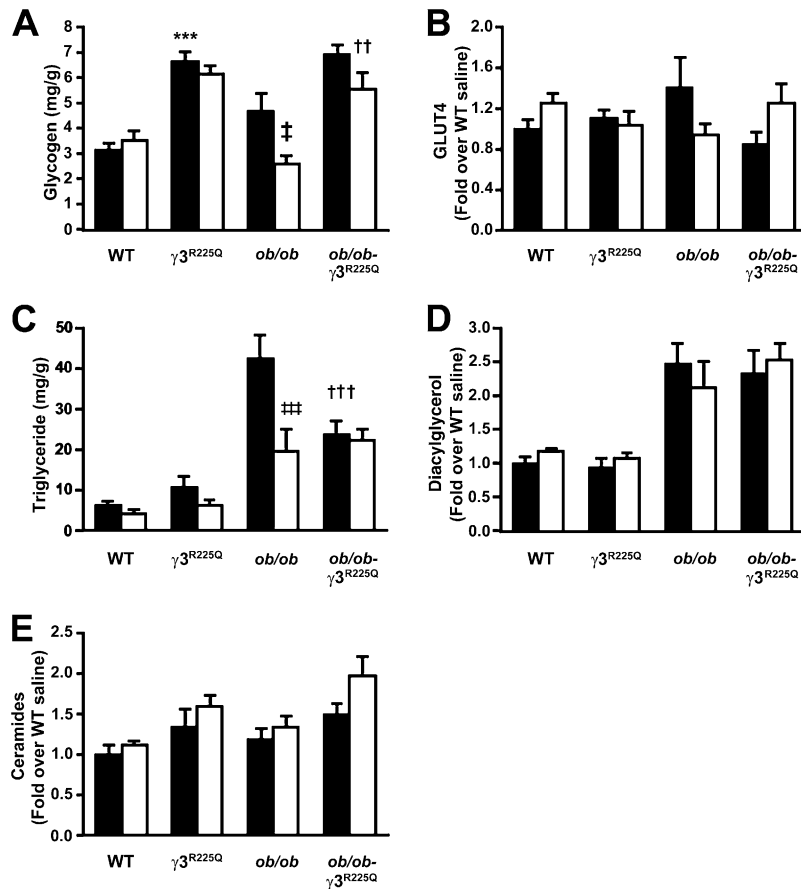 A
Glycogen (mg/g)
8
7
6
5
4
3
2
1
0
***
‡
††
WT
γ3R225Q
ob/ob
ob/ob-
γ3R225Q
B
GLUT4
(Fold over WT saline)
2.0
1.6
1.2
0.8
0.4
0.0
WT
γ3R225Q
ob/ob
ob/ob-
γ3R225Q
C
Triglyceride (mg/g)
50
40
30
20
10
0
‡‡‡
†††
WT
γ3R225Q
ob/ob
ob/ob-
γ3R225Q
D
Diacylglycerol
(Fold over WT saline)
3.0
2.5
2.0
1.5
1.0
0.5
0.0
WT
γ3R225Q
ob/ob
ob/ob-
γ3R225Q
E
Ceramides
(Fold over WT saline)
2.5
2.0
1.5
1.0
0.5
0.0
WT
γ3R225Q
ob/ob
ob/ob-
γ3R225Q